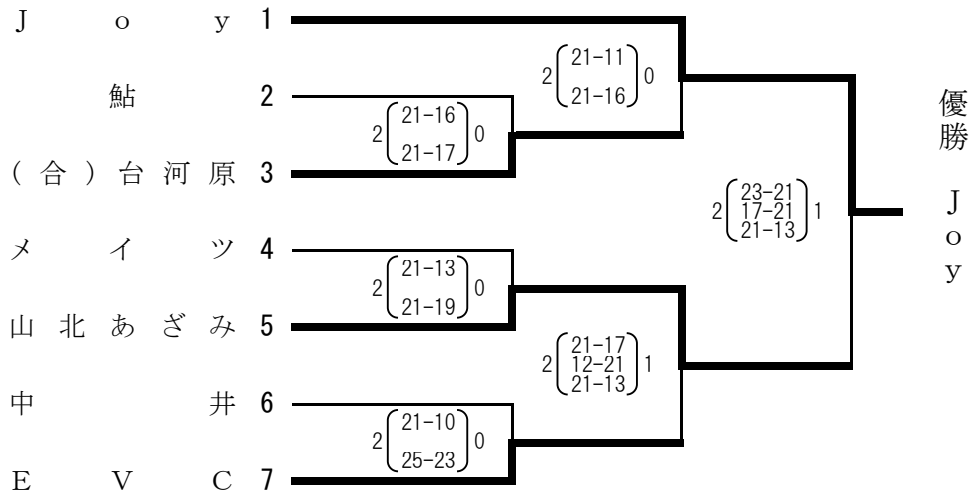 Joy 1
鮎 2
(合)台河原 3
メイツ 4
山北あざみ 5
中井 6
EVC 7
2 21-16 0
21-17
2 21-13 0
21-19
2 21-10 0
25-23
2 21-11 0
21-16
2 21-17 1
12-21
21-13
2 23-21 1
17-21
21-13
優勝 Joy